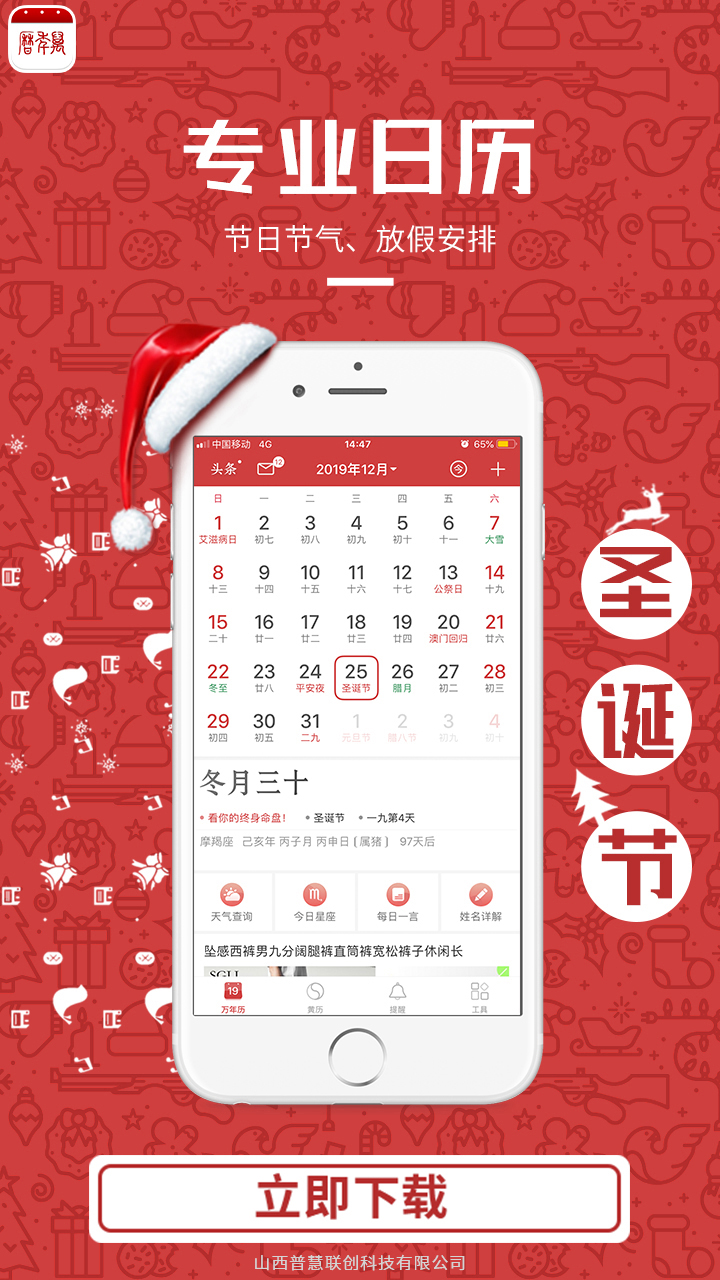 萬年曆
专业日历
节日节气、放假安排
中国移动 4G 14:47 65%
头条 12 2019年12月 今
日 一 二 三 四 五 六
1 2 3 4 5 6 7
艾滋病日 初七 初八 初九 初十 十一 大雪
8 9 10 11 12 13 14
十三 十四 十五 十六 十七 公祭日 十九
15 16 17 18 19 20 21
二十 廿一 廿二 廿三 廿四 澳门回归 廿六
22 23 24 25 26 27 28
冬至 廿八 平安夜 圣诞节 腊月 初二 初三
29 30 31 1 2 3 4
初四 初五 二九 元旦节 腊八节 初九 初十
冬月三十
看你的终身命盘! 圣诞节 一九第4天
摩羯座 己亥年 丙子月 丙申日(属猪) 97天后
天气查询 今日星座 每日一言 姓名详解
坠感西裤男九分阔腿裤直筒裤宽松裤子休闲长
19
万年历 黄历 提醒 工具
圣
诞
节
立即下载
山西普慧联创科技有限公司